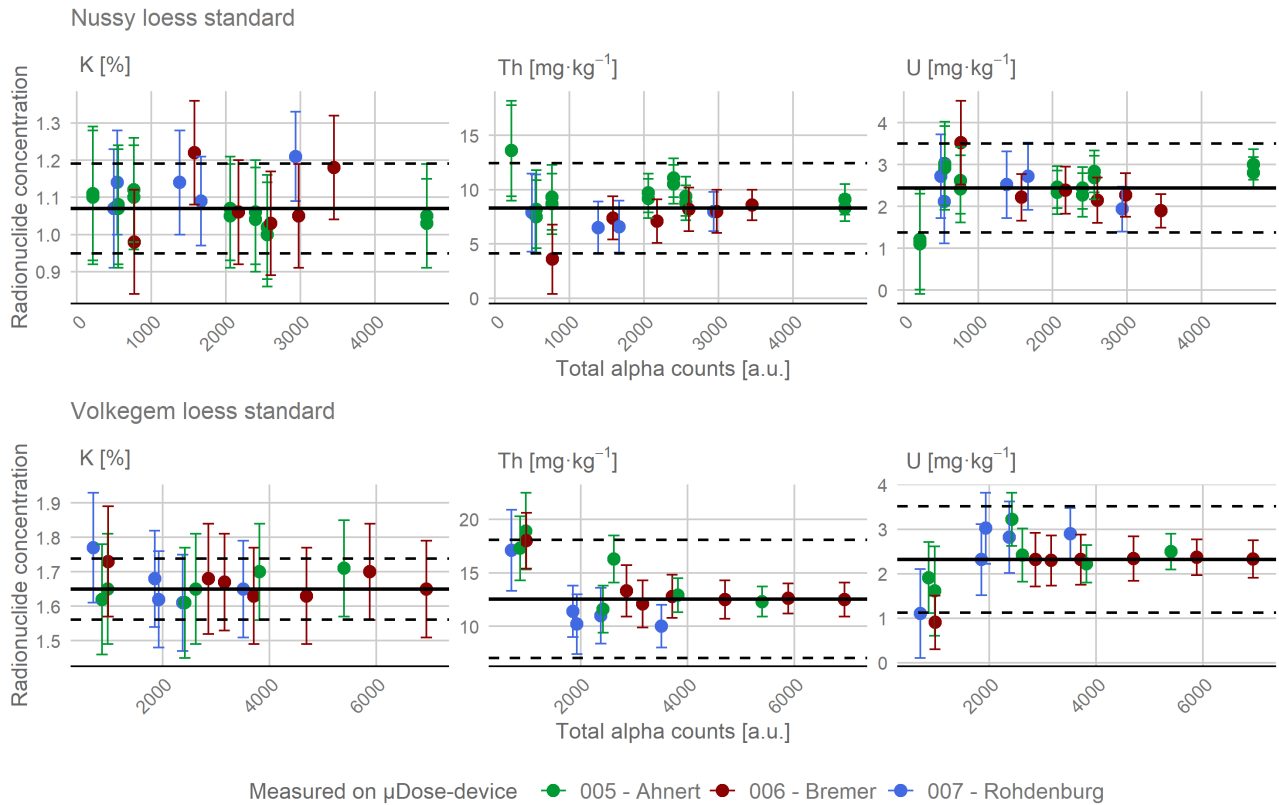 Nussy loess standard
K [%]
Th [mg·kg⁻¹]
U [mg·kg⁻¹]
Radionuclide concentration
1.3
1.2
1.1
1.0
0.9
15
10
5
0
4
3
2
1
0
0 1000 2000 3000 4000
0 1000 2000 3000 4000
0 1000 2000 3000 4000
Total alpha counts [a.u.]
Volkegem loess standard
K [%]
Th [mg·kg⁻¹]
U [mg·kg⁻¹]
Radionuclide concentration
1.9
1.8
1.7
1.6
1.5
20
15
10
4
3
2
1
0
2000 4000 6000
2000 4000 6000
2000 4000 6000
Total alpha counts [a.u.]
Measured on µDose-device 005 - Ahnert 006 - Bremer 007 - Rohdenburg